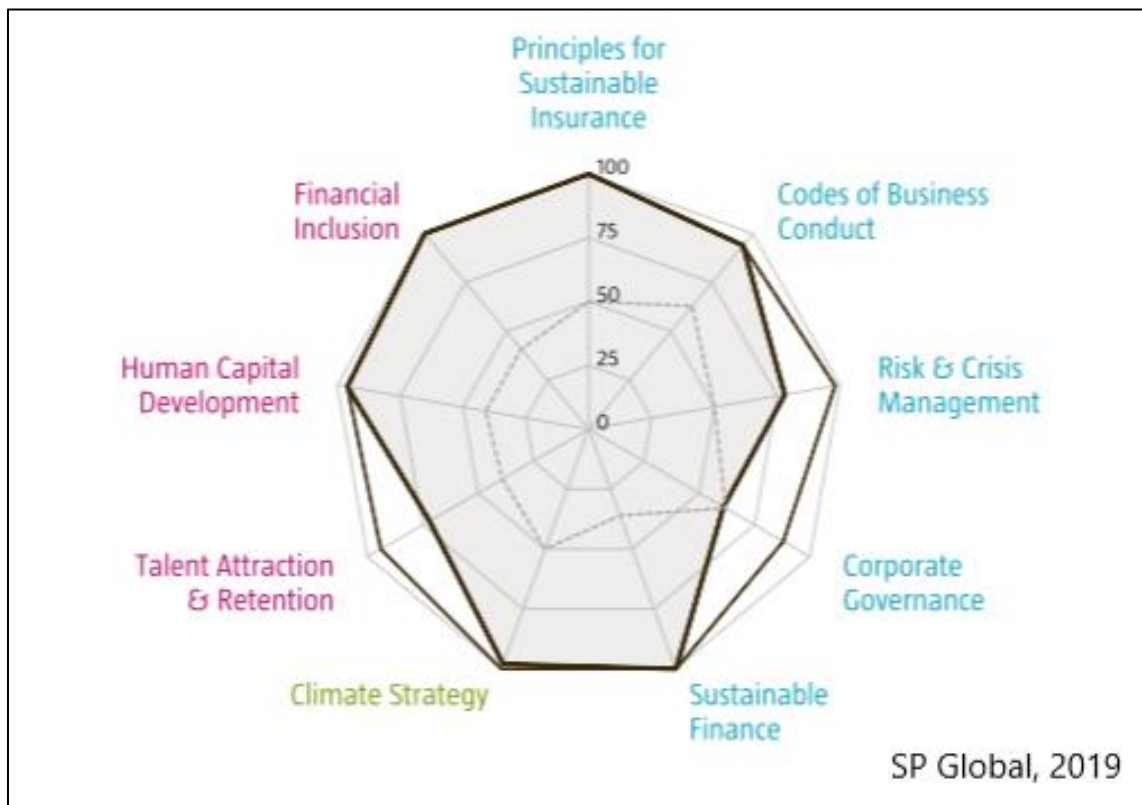 Principles for
Sustainable
Insurance
100
75
50
25
0
Codes of Business
Conduct
Risk & Crisis
Management
Corporate
Governance
Sustainable
Finance
Climate Strategy
Talent Attraction
& Retention
Human Capital
Development
Financial
Inclusion
SP Global, 2019